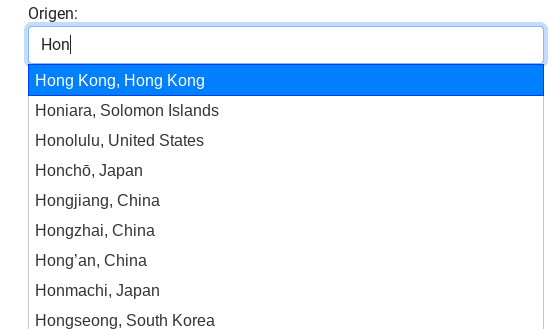 Origen:
Hon
Hong Kong, Hong Kong
Honiara, Solomon Islands
Honolulu, United States
Honchō, Japan
Hongjiang, China
Hongzhai, China
Hong’an, China
Honmachi, Japan
Hongseong, South Korea